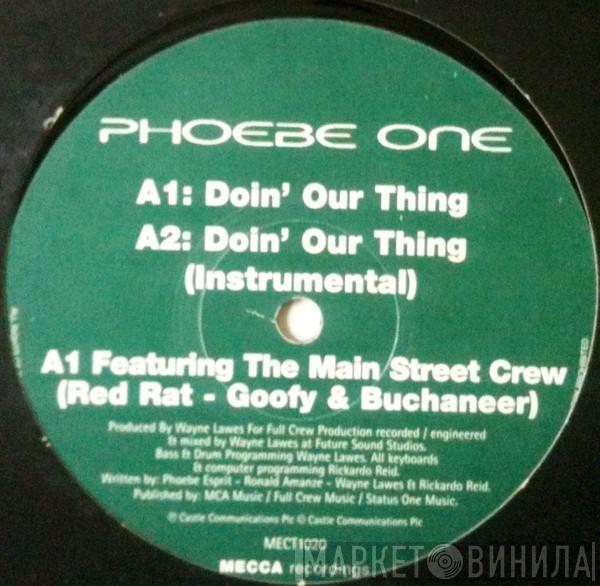 PHOEBE ONE
A1: Doin' Our Thing
A2: Doin' Our Thing
(Instrumental)
A1 Featuring The Main Street Crew
(Red Rat - Goofy & Buchaneer)
Produced By Wayne Lawes For Full Crew Production recorded / engineered
& mixed by Wayne Lawes at Future Sound Studios.
Bass & Drum Programming Wayne Lawes. All keyboards
& computer programming Rickardo Reid.
Written by: Phoebe Esprit - Ronald Amanze - Wayne Lawes & Rickardo Reid.
Published by: MCA Music / Full Crew Music / Status One Music.
℗ Castle Communications Plc © Castle Communications Plc
MECT1020
MECCA recordings
МАРКЕТ ВИНИЛА